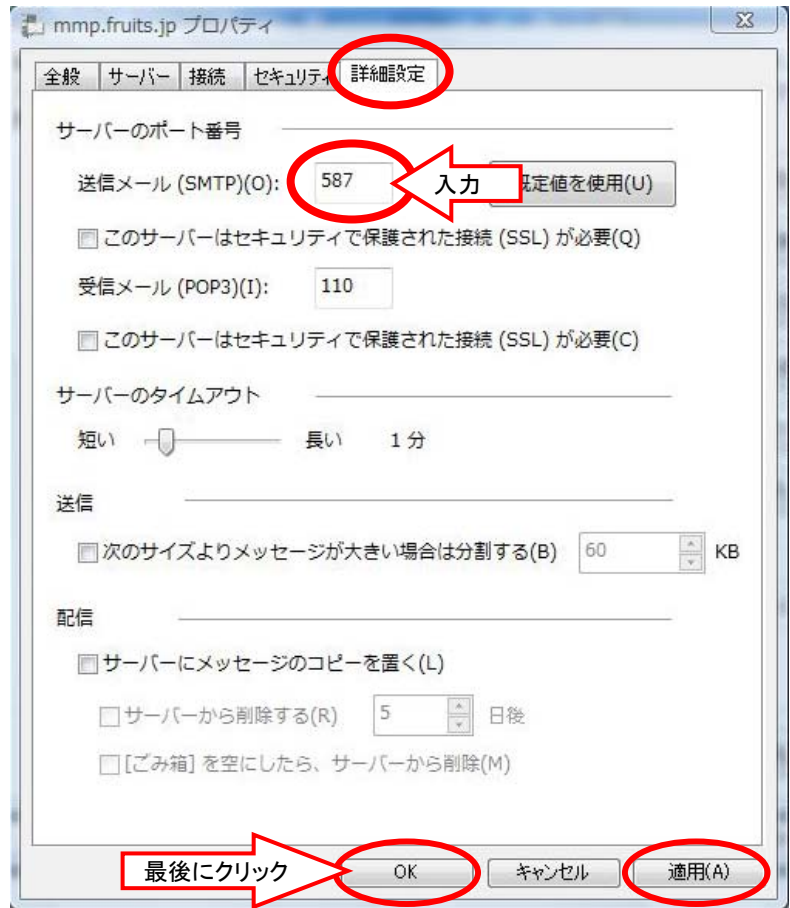 mmp.fruits.jp プロパティ
全般 サーバー 接続 セキュリティ 詳細設定
サーバーのポート番号
送信メール (SMTP)(O): 587 入力 既定値を使用(U)
このサーバーはセキュリティで保護された接続 (SSL) が必要(Q)
受信メール (POP3)(I): 110
このサーバーはセキュリティで保護された接続 (SSL) が必要(C)
サーバーのタイムアウト
短い 長い 1 分
送信
次のサイズよりメッセージが大きい場合は分割する(B) 60 KB
配信
サーバーにメッセージのコピーを置く(L)
サーバーから削除する(R) 5 日後
[ごみ箱] を空にしたら、サーバーから削除(M)
最後にクリック OK キャンセル 適用(A)